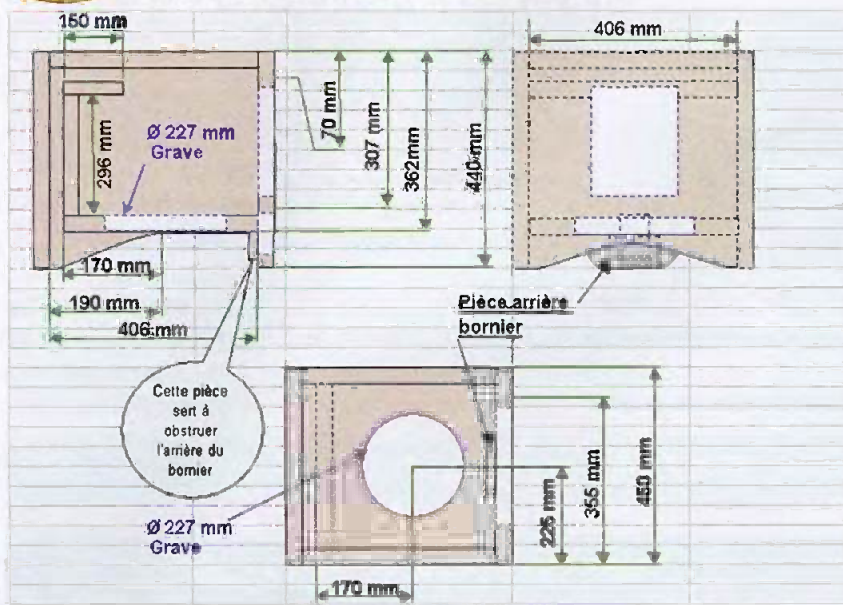 150 mm
406 mm
Ø 227 mm
Grave
296 mm
70 mm
307 mm
362mm
440 mm
440 mm
170 mm
190 mm
406 mm
Pièce arrière
bornier
Cette pièce
sert à
obstruer
l'arrière du
bornier
Ø 227 mm
Grave
225 mm
355 mm
450 mm
170 mm